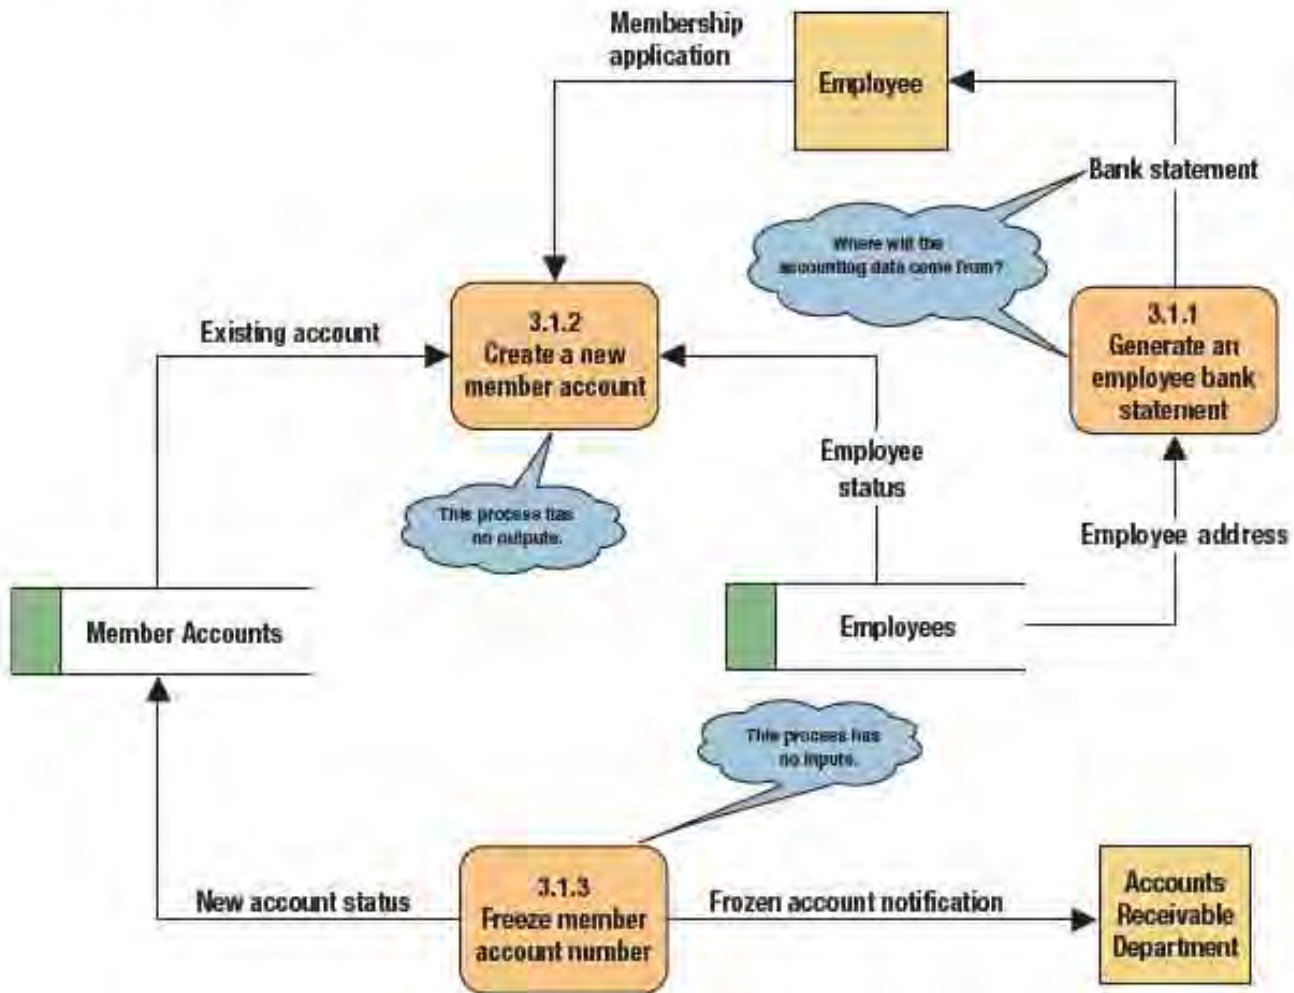 Membership
application
Employee
Bank statement
Where will the
accounting data come from?
3.1.2
Create a new
member account
3.1.1
Generate an
employee bank
statement
Existing account
Employee
status
This process has
no outputs.
Employee address
Member Accounts
Employees
This process has
no inputs.
New account status
3.1.3
Freeze member
account number
Frozen account notification
Accounts
Receivable
Department